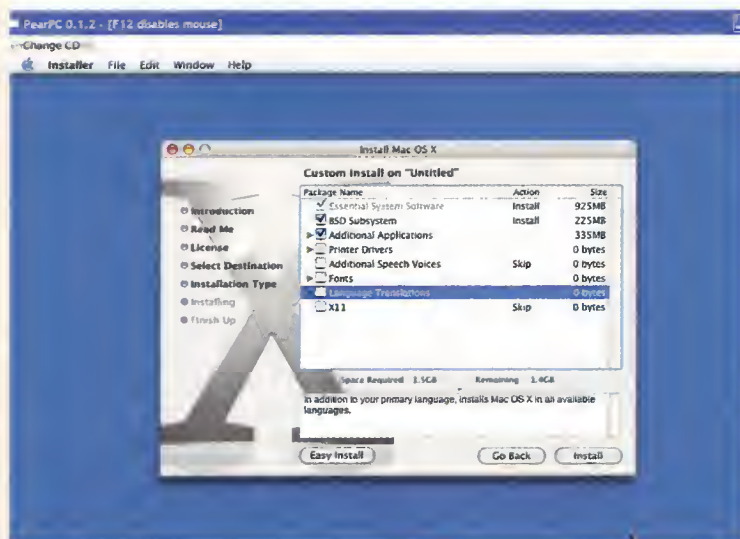 PearPC 0.1.2 - [F12 disables mouse]
Change CD
Installer File Edit Window Help
Install Mac OS X
Custom Install on "Untitled"
Package Name Action Size
Essential System Software Install 925MB
BSD Subsystem Install 225MB
Additional Applications 335MB
Printer Drivers 0 bytes
Additional Speech Voices Skip 0 bytes
Fonts 0 bytes
Language Translations 0 bytes
X11 Skip 0 bytes
Introduction
Read Me
License
Select Destination
Installation Type
Installing
Finish Up
Space Required 1.5GB Remaining 1.4GB
In addition to your primary language, installs Mac OS X in all available
languages.
Easy Install Go Back Install